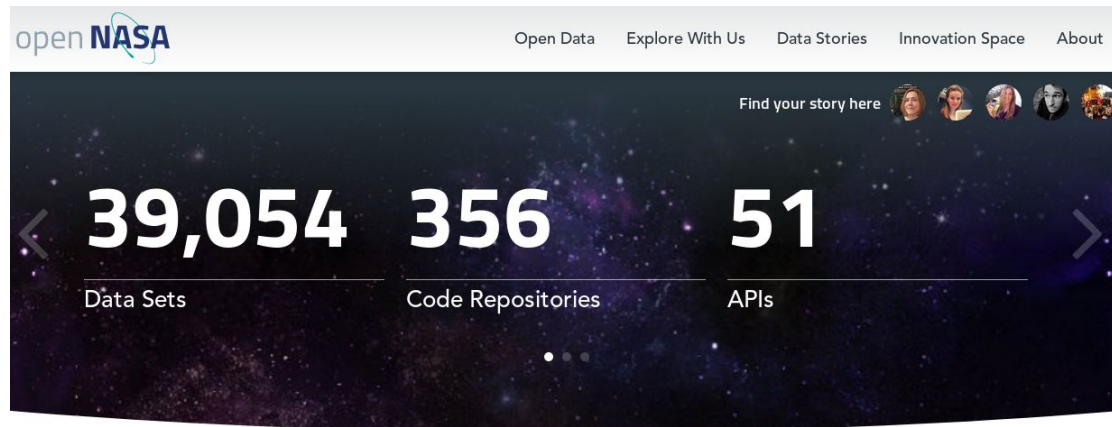 open NASA
Open Data Explore With Us Data Stories Innovation Space About
Find your story here
39,054 356 51
Data Sets Code Repositories APIs